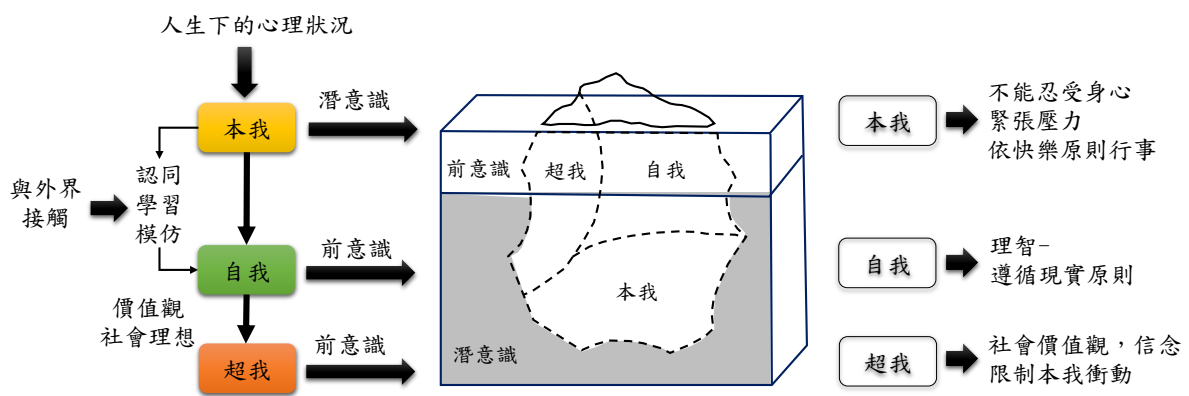 人生下的心理狀況
本我
潛意識
認同
學習
模仿
與外界
接觸
自我
前意識
價值觀
社會理想
超我
前意識
前意識
超我
自我
本我
潛意識
本我
不能忍受身心
緊張壓力
依快樂原則行事
自我
理智-
遵循現實原則
超我
社會價值觀，信念
限制本我衝動